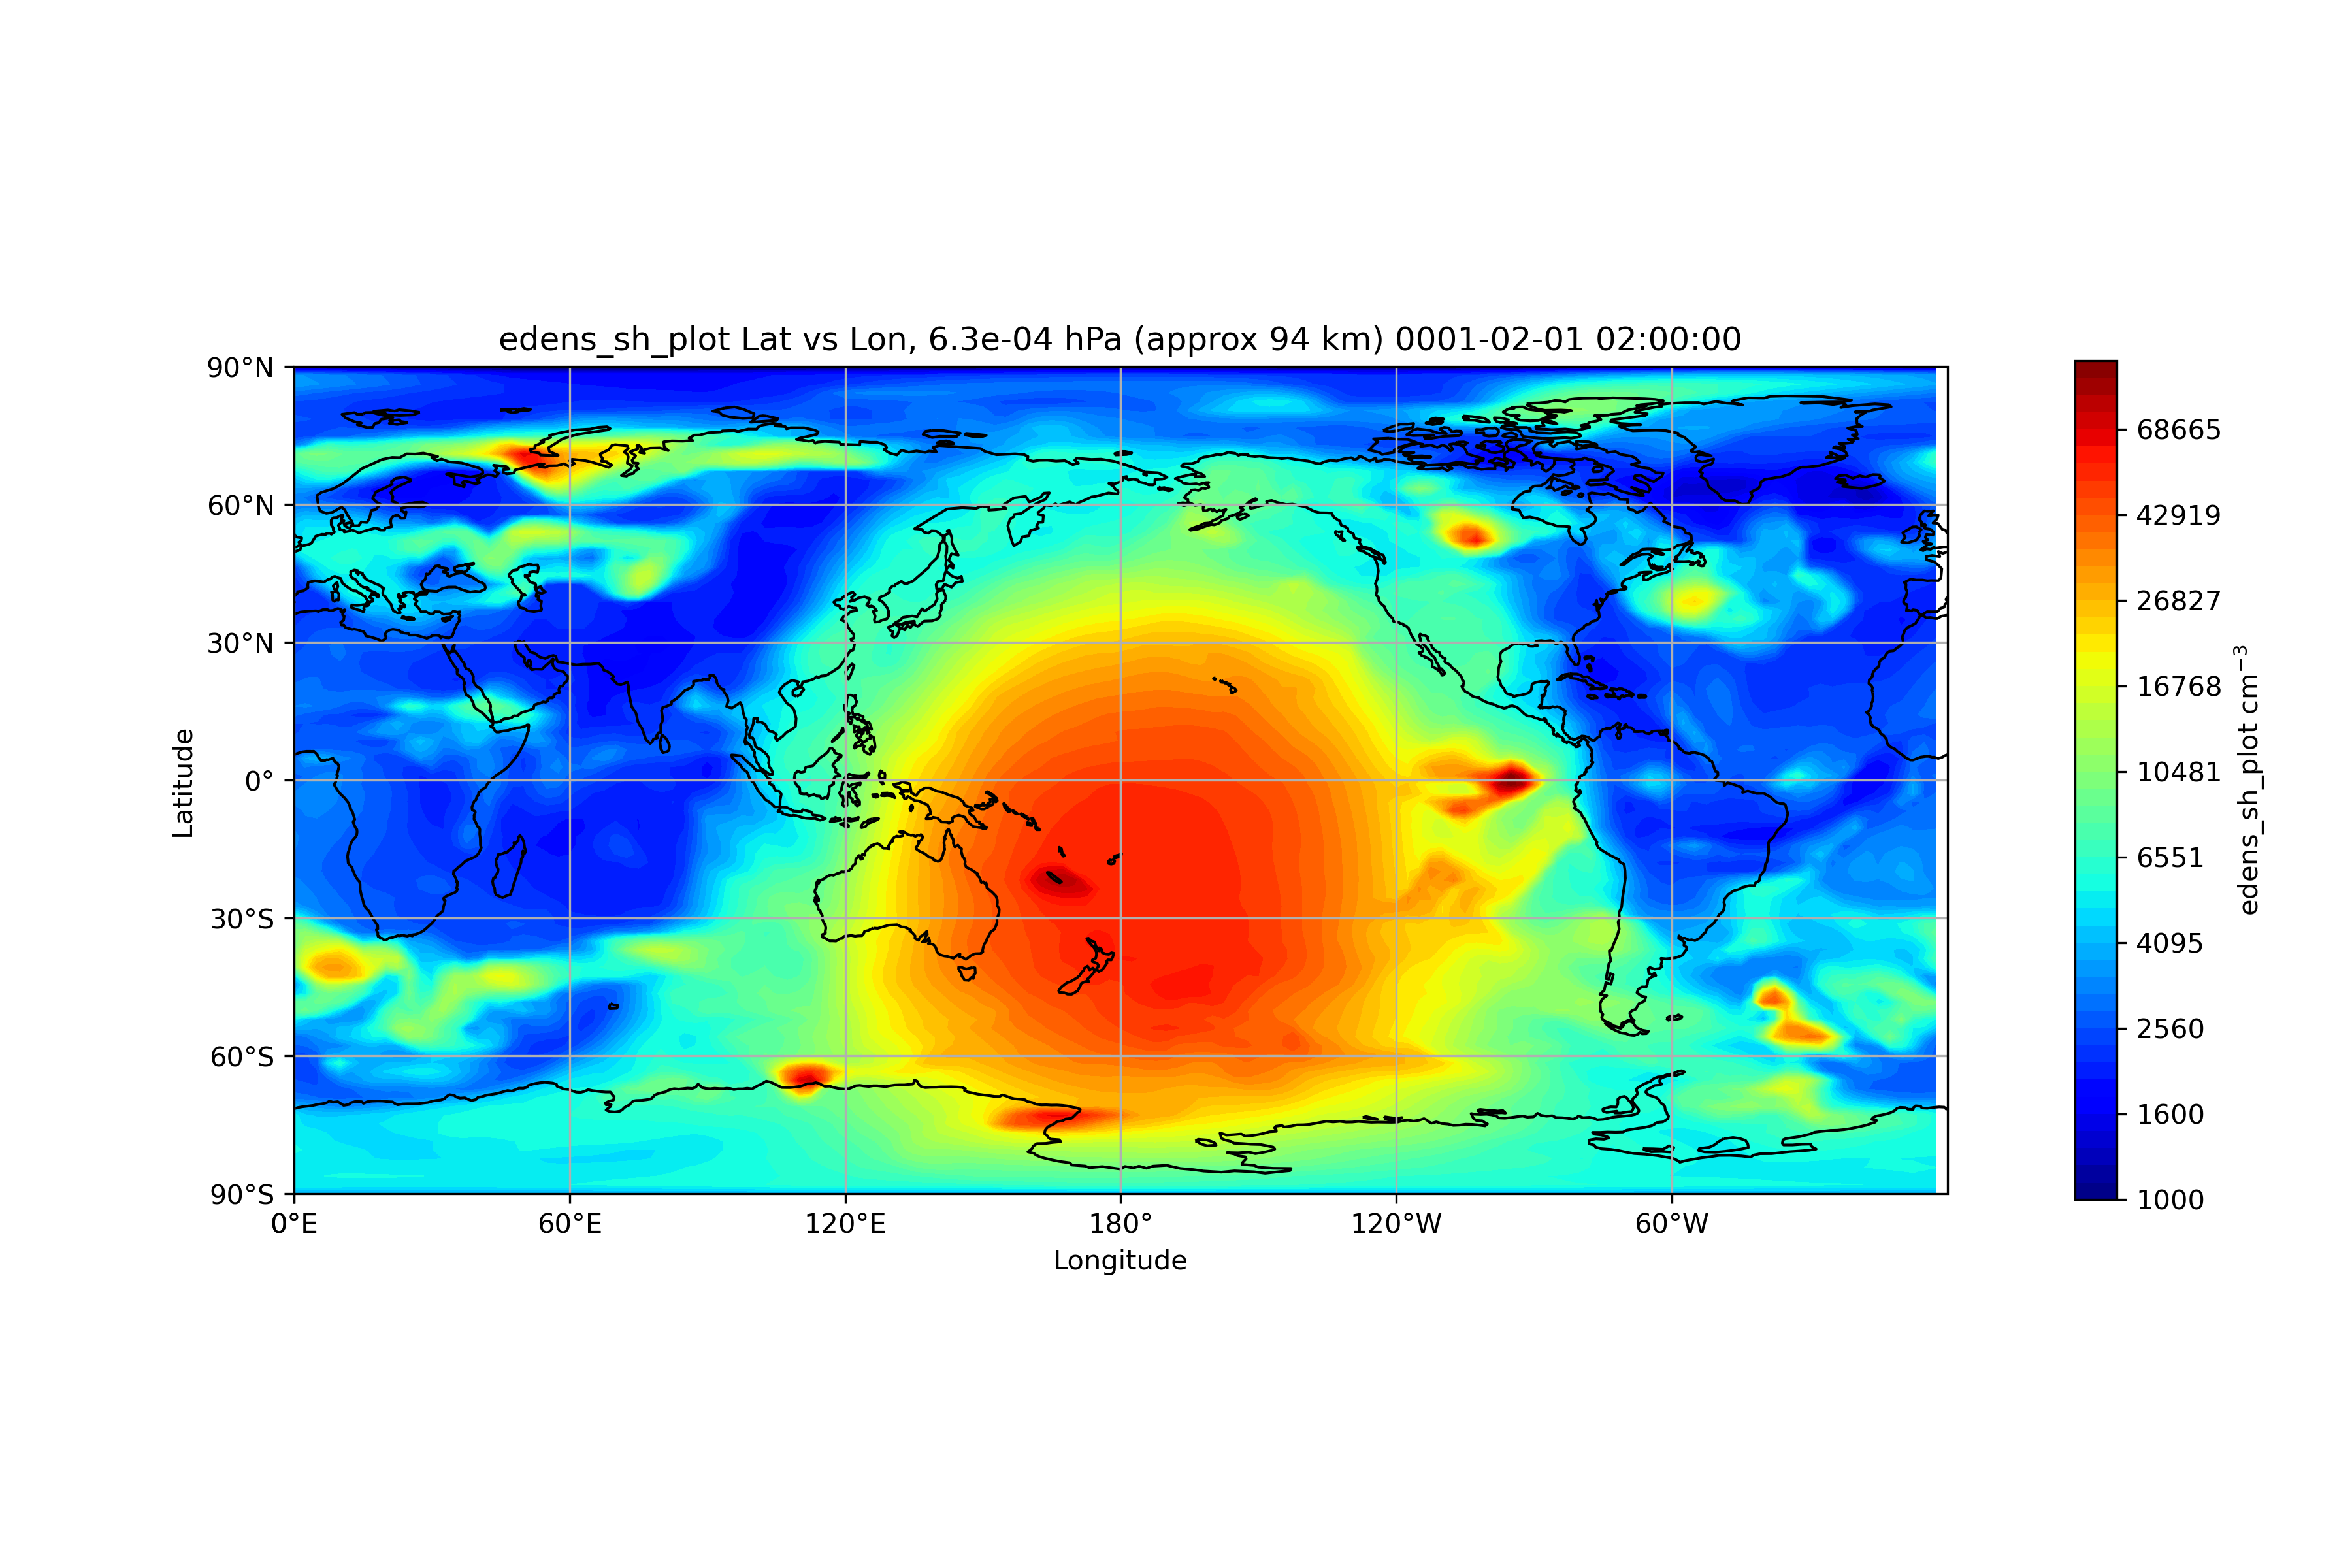 edens_sh_plot Lat vs Lon, 6.3e-04 hPa (approx 94 km) 0001-02-01 02:00:00
90°N
60°N
30°N
0°
30°S
60°S
90°S
Latitude
0°E
60°E
120°E
180°
120°W
60°W
Longitude
68665
42919
26827
16768
10481
6551
4095
2560
1600
1000
edens_sh_plot cm⁻³